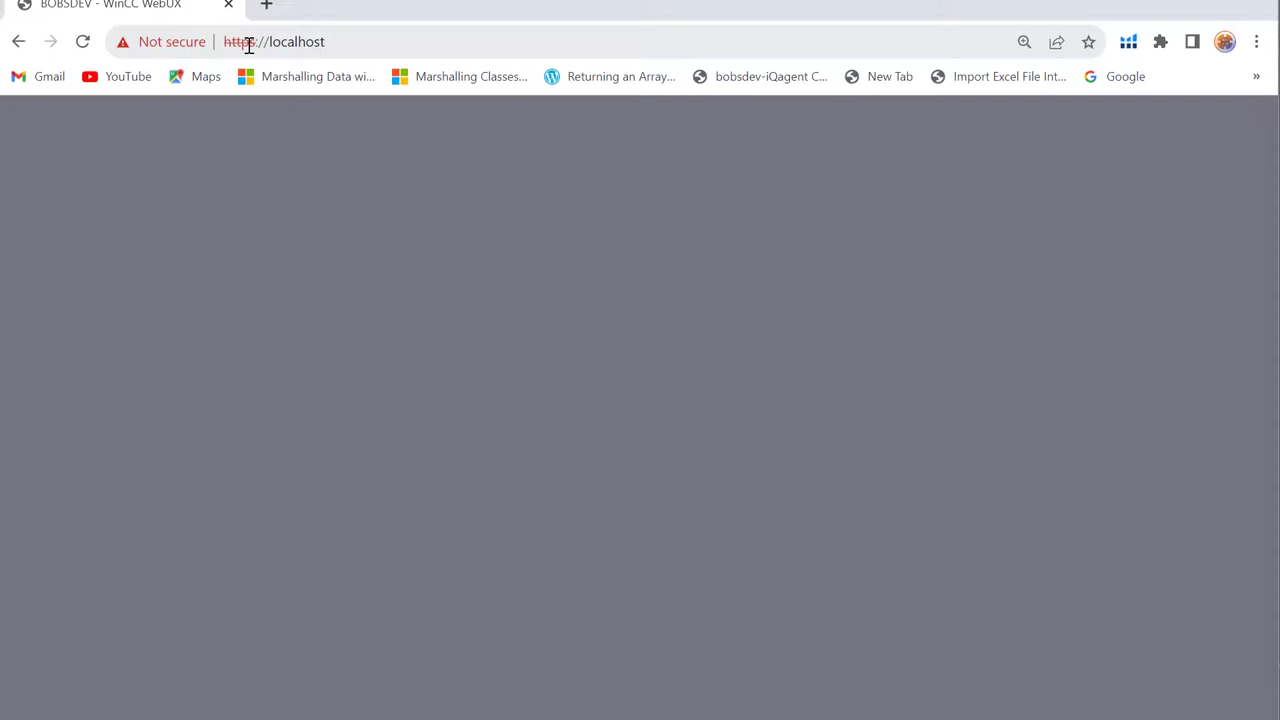 BOBSDEV - WinCC WebUX
Not secure | https://localhost
Gmail YouTube Maps Marshalling Data wi... Marshalling Classes... Returning an Array... bobsdev-iQagent C... New Tab Import Excel File Int... Google »